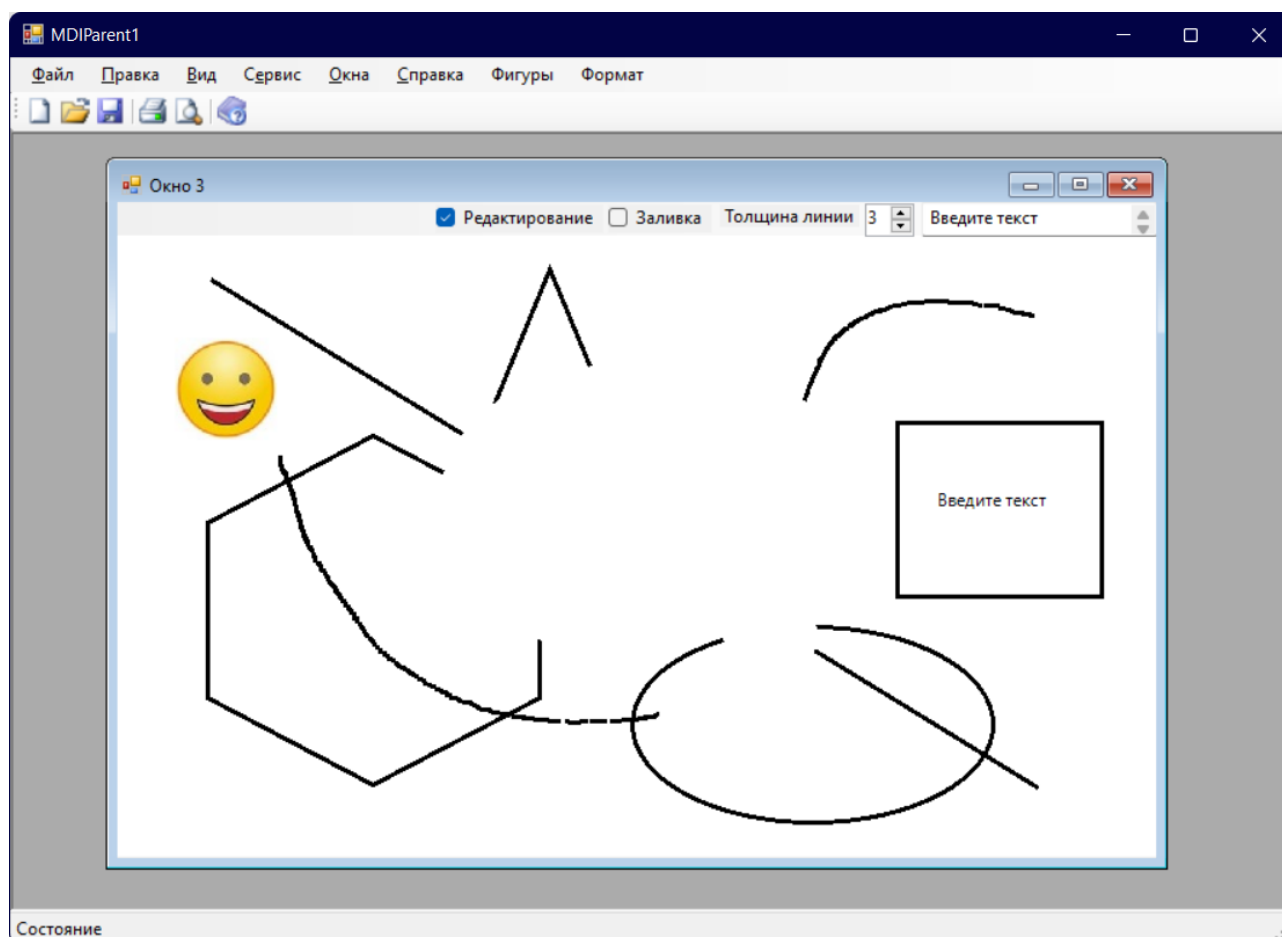 MDIParent1
Файл Правка Вид Сервис Окна Справка Фигуры Формат
Окно 3
Редактирование Заливка Толщина линии 3 Введите текст
Введите текст
Состояние